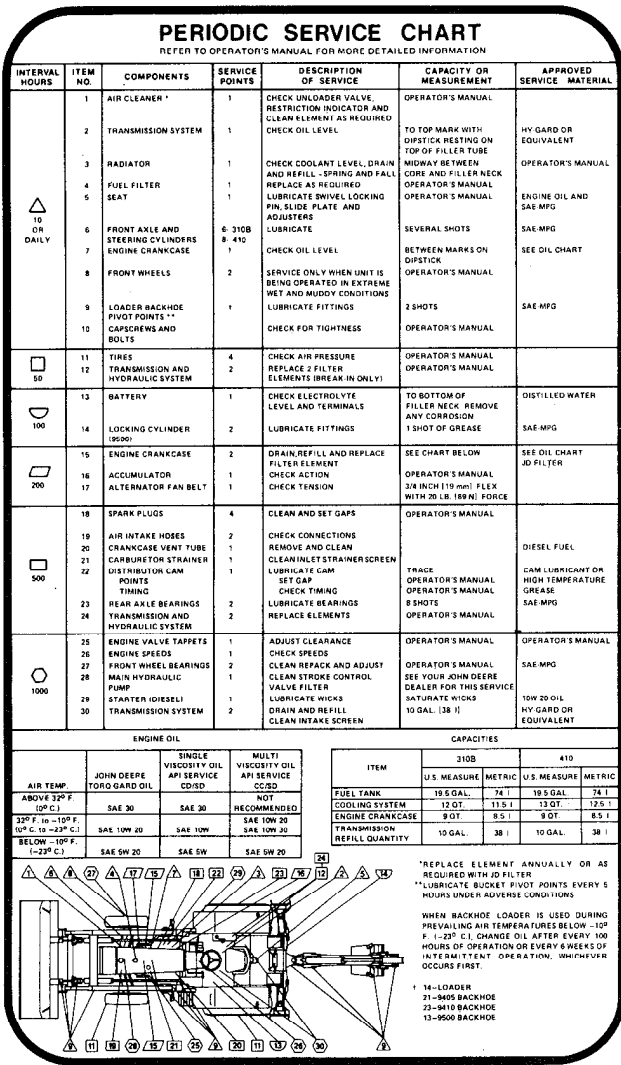 PERIODIC SERVICE CHART
REFER TO OPERATOR'S MANUAL FOR MORE DETAILED INFORMATION
INTERVAL HOURS ITEM NO. COMPONENTS SERVICE POINTS DESCRIPTION OF SERVICE CAPACITY OR MEASUREMENT APPROVED SERVICE MATERIAL
10 OR DAILY
1 AIR CLEANER * 1 CHECK UNLOADER VALVE, OPERATOR'S MANUAL
RESTRICTION INDICATOR AND
CLEAN ELEMENT AS REQUIRED
2 TRANSMISSION SYSTEM 1 CHECK OIL LEVEL TO TOP MARK WITH HY-GARD OR
DIPSTICK RESTING ON EQUIVALENT
TOP OF FILLER TUBE
3 RADIATOR 1 CHECK COOLANT LEVEL, DRAIN MIDWAY BETWEEN OPERATOR'S MANUAL
AND REFILL - SPRING AND FALL CORE AND FILLER NECK
4 FUEL FILTER 1 REPLACE AS REQUIRED OPERATOR'S MANUAL
5 SEAT 1 LUBRICATE SWIVEL LOCKING OPERATOR'S MANUAL ENGINE OIL AND
PIN, SLIDE PLATE AND SAE-MPG
ADJUSTERS
6 FRONT AXLE AND 6- 310B LUBRICATE SEVERAL SHOTS SAE-MPG
STEERING CYLINDERS 8- 410
7 ENGINE CRANKCASE 1 CHECK OIL LEVEL BETWEEN MARKS ON SEE OIL CHART
DIPSTICK
8 FRONT WHEELS 2 SERVICE ONLY WHEN UNIT IS OPERATOR'S MANUAL
BEING OPERATED IN EXTREME
WET AND MUDDY CONDITIONS
9 LOADER BACKHOE † LUBRICATE FITTINGS 2 SHOTS SAE-MPG
PIVOT POINTS **
10 CAPSCREWS AND CHECK FOR TIGHTNESS OPERATOR'S MANUAL
BOLTS
50
11 TIRES 4 CHECK AIR PRESSURE OPERATOR'S MANUAL
12 TRANSMISSION AND 2 REPLACE 2 FILTER OPERATOR'S MANUAL
HYDRAULIC SYSTEM ELEMENTS (BREAK-IN ONLY)
100
13 BATTERY 1 CHECK ELECTROLYTE TO BOTTOM OF DISTILLED WATER
LEVEL AND TERMINALS FILLER NECK REMOVE
ANY CORROSION
14 LOCKING CYLINDER 2 LUBRICATE FITTINGS 1 SHOT OF GREASE SAE-MPG
(9500)
200
15 ENGINE CRANKCASE 2 DRAIN, REFILL AND REPLACE SEE CHART BELOW SEE OIL CHART
FILTER ELEMENT JD FILTER
16 ACCUMULATOR 1 CHECK ACTION OPERATOR'S MANUAL
17 ALTERNATOR FAN BELT 1 CHECK TENSION 3/4 INCH [19 mm] FLEX
WITH 20 LB. [89 N] FORCE
500
18 SPARK PLUGS 4 CLEAN AND SET GAPS OPERATOR'S MANUAL
19 AIR INTAKE HOSES 2 CHECK CONNECTIONS
20 CRANKCASE VENT TUBE 1 REMOVE AND CLEAN DIESEL FUEL
21 CARBURETOR STRAINER 1 CLEAN INLET STRAINER SCREEN
22 DISTRIBUTOR CAM 1 LUBRICATE CAM TRACE CAM LUBRICANT OR
POINTS SET GAP OPERATOR'S MANUAL HIGH TEMPERATURE
TIMING CHECK TIMING OPERATOR'S MANUAL GREASE
23 REAR AXLE BEARINGS 2 LUBRICATE BEARINGS 8 SHOTS SAE-MPG
24 TRANSMISSION AND 2 REPLACE ELEMENTS OPERATOR'S MANUAL
HYDRAULIC SYSTEM
1000
25 ENGINE VALVE TAPPETS 1 ADJUST CLEARANCE OPERATOR'S MANUAL OPERATOR'S MANUAL
26 ENGINE SPEEDS 1 CHECK SPEEDS
27 FRONT WHEEL BEARINGS 2 CLEAN REPACK AND ADJUST OPERATOR'S MANUAL SAE-MPG
28 MAIN HYDRAULIC 2 CLEAN STROKE CONTROL SEE YOUR JOHN DEERE
PUMP VALVE FILTER DEALER FOR THIS SERVICE
29 STARTER (DIESEL) 1 LUBRICATE WICKS SATURATE WICKS 10W 20 OIL
30 TRANSMISSION SYSTEM 2 DRAIN AND REFILL 10 GAL. [38 l] HY-GARD OR
CLEAN INTAKE SCREEN EQUIVALENT
ENGINE OIL
AIR TEMP. JOHN DEERE TORQ GARD OIL SINGLE VISCOSITY OIL API SERVICE CD/SD MULTI VISCOSITY OIL API SERVICE CC/SD
ABOVE 32° F. (0° C.) SAE 30 SAE 30 NOT RECOMMENDED
32° F. to -10° F. (0° C. to -23° C.) SAE 10W 20 SAE 10W SAE 10W 20 SAE 10W 30
BELOW -10° F. (-23° C.) SAE 5W 20 SAE 5W SAE 5W 20
CAPACITIES
ITEM 310B 410
U.S. MEASURE METRIC U.S. MEASURE METRIC
FUEL TANK 19.5 GAL. 74 l 19.5 GAL. 74 l
COOLING SYSTEM 12 QT. 11.5 l 13 QT. 12.5 l
ENGINE CRANKCASE 9 QT. 8.5 l 9 QT. 8.5 l
TRANSMISSION REFILL QUANTITY 10 GAL. 38 l 10 GAL. 38 l
*REPLACE ELEMENT ANNUALLY OR AS
REQUIRED WITH JD FILTER
**LUBRICATE BUCKET PIVOT POINTS EVERY 5
HOURS UNDER ADVERSE CONDITIONS
WHEN BACKHOE LOADER IS USED DURING
PREVAILING AIR TEMPERATURES BELOW -10°
F. (-23° C.), CHANGE OIL AFTER EVERY 100
HOURS OF OPERATION OR EVERY 6 WEEKS OF
INTERMITTENT OPERATION, WHICHEVER
OCCURS FIRST.
† 14-LOADER
21-9405 BACKHOE
23-9410 BACKHOE
13-9500 BACKHOE
24
1 6 8 27 4 17 15 7 18 22 29 3 23 16 12 2 5 14
9 11 19 28 15 21 25 9 20 11 13 26 30 9